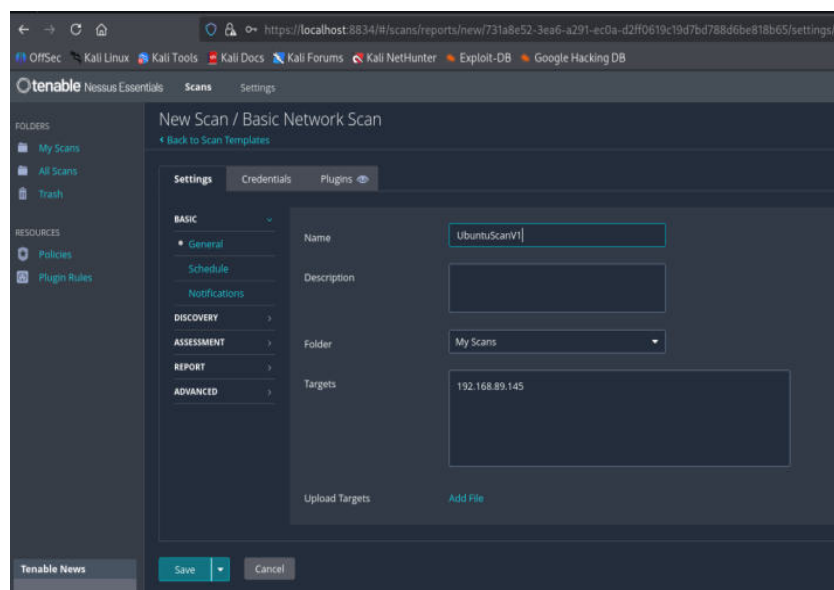 https://localhost:8834/#/scans/reports/new/731a8e52-3ea6-a291-ec0a-d2ff0619c19d7bd788d6be818b65/settings/
OffSec Kali Linux Kali Tools Kali Docs Kali Forums Kali NetHunter Exploit-DB Google Hacking DB
tenable Nessus Essentials Scans Settings
FOLDERS
My Scans
All Scans
Trash
RESOURCES
Policies
Plugin Rules
Tenable News
New Scan / Basic Network Scan
Back to Scan Templates
Settings Credentials Plugins
BASIC
General
Schedule
Notifications
DISCOVERY
ASSESSMENT
REPORT
ADVANCED
Name UbuntuScanV1
Description
Folder My Scans
Targets 192.168.89.145
Upload Targets Add File
Save Cancel